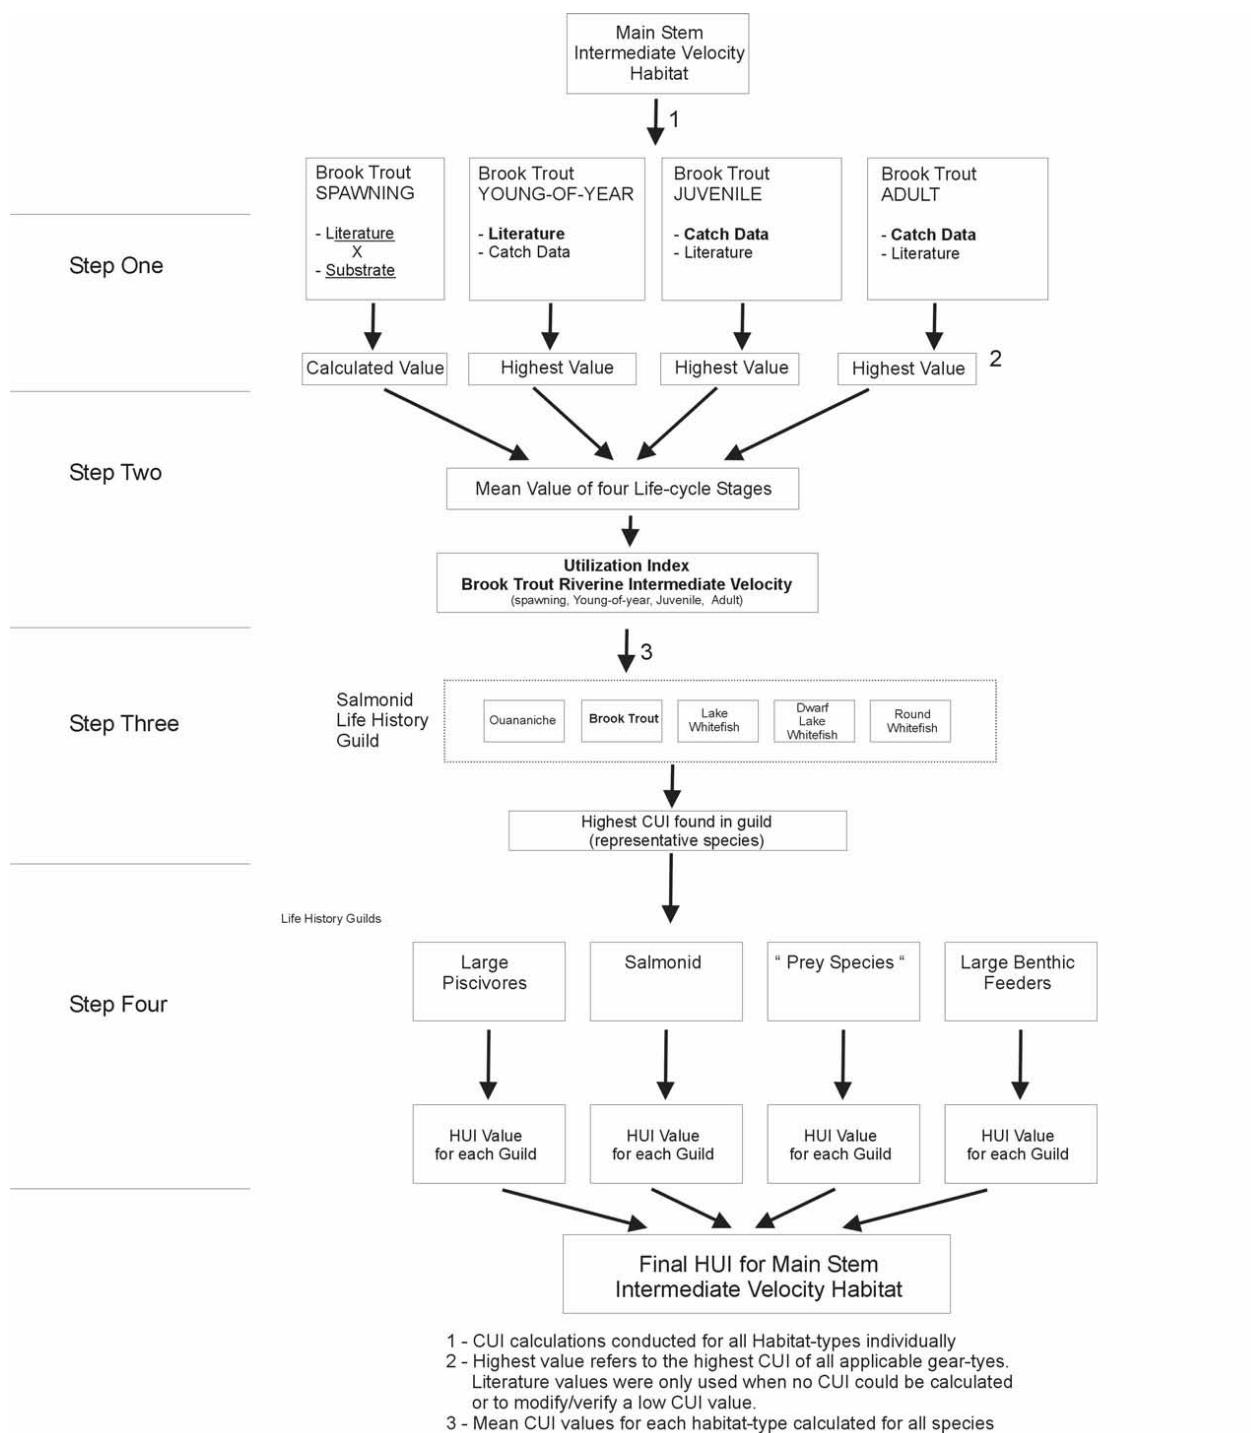 Main Stem
Intermediate Velocity
Habitat
1
Brook Trout
SPAWNING
- Literature
X
- Substrate
Brook Trout
YOUNG-OF-YEAR
- Literature
- Catch Data
Brook Trout
JUVENILE
- Catch Data
- Literature
Brook Trout
ADULT
- Catch Data
- Literature
Step One
Calculated Value
Highest Value
Highest Value
Highest Value
2
Step Two
Mean Value of four Life-cycle Stages
Utilization Index
Brook Trout Riverine Intermediate Velocity
(spawning, Young-of-year, Juvenile, Adult)
3
Step Three
Salmonid
Life History
Guild
Ouananiche
Brook Trout
Lake
Whitefish
Dwarf
Lake
Whitefish
Round
Whitefish
Highest CUI found in guild
(representative species)
Life History Guilds
Step Four
Large
Piscivores
Salmonid
“ Prey Species “
Large Benthic
Feeders
HUI Value
for each Guild
HUI Value
for each Guild
HUI Value
for each Guild
HUI Value
for each Guild
Final HUI for Main Stem
Intermediate Velocity Habitat
1 - CUI calculations conducted for all Habitat-types individually
2 - Highest value refers to the highest CUI of all applicable gear-tyes.
Literature values were only used when no CUI could be calculated
or to modify/verify a low CUI value.
3 - Mean CUI values for each habitat-type calculated for all species